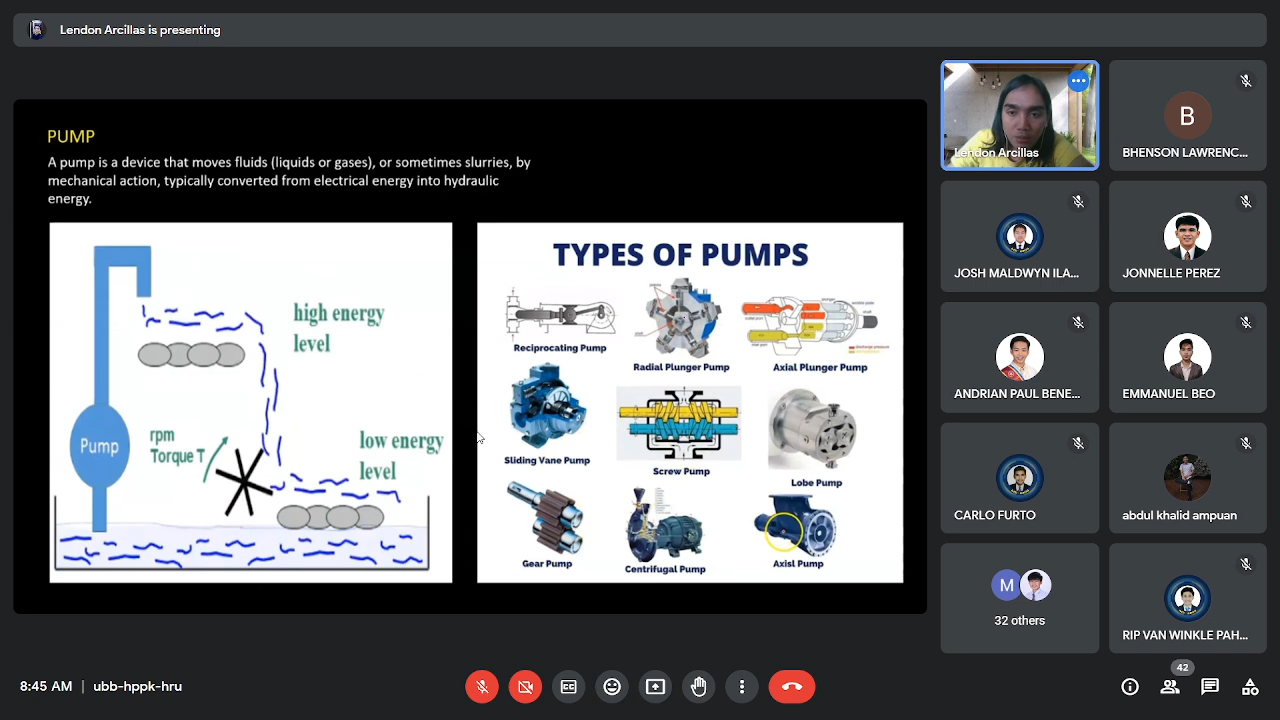 Lendon Arcillas is presenting
PUMP
A pump is a device that moves fluids (liquids or gases), or sometimes slurries, by
mechanical action, typically converted from electrical energy into hydraulic
energy.
high energy
level
Pump
rpm
Torque T
low energy
level
TYPES OF PUMPS
Reciprocating Pump
Radial Plunger Pump
Axial Plunger Pump
Sliding Vane Pump
Screw Pump
Lobe Pump
Gear Pump
Centrifugal Pump
Axisl Pump
Lendon Arcillas
B
BHENSON LAWRENC...
JOSH MALDWYN ILA...
JONNELLE PEREZ
ANDRIAN PAUL BENE...
EMMANUEL BEO
CARLO FURTO
abdul khalid ampuan
M
32 others
RIP VAN WINKLE PAH...
8:45 AM | ubb-hppk-hru
42